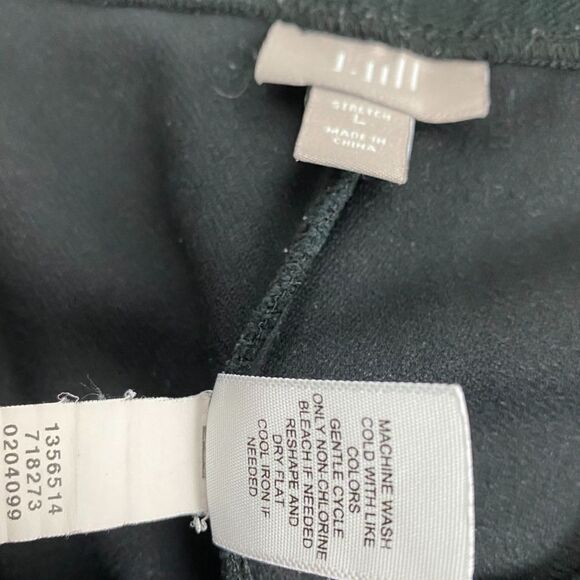 J.Jill
STRETCH
L
MADE IN
CHINA
MACHINE WASH
COLD WITH LIKE
COLORS
GENTLE CYCLE
ONLY NON-CHLORINE
BLEACH IF NEEDED
RESHAPE AND
DRY FLAT
COOL IRON IF
NEEDED
1356514
718273
0204099